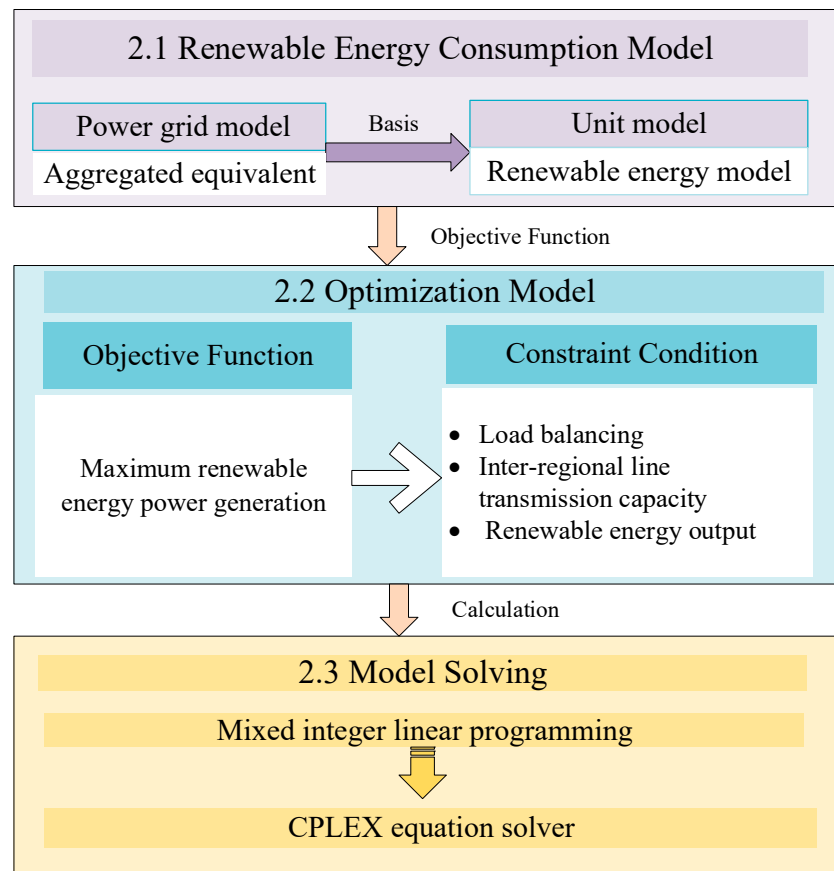 2.1 Renewable Energy Consumption Model
Power grid model
Basis
Unit model
Aggregated equivalent
Renewable energy model
Objective Function
2.2 Optimization Model
Objective Function
Constraint Condition
Maximum renewable
energy power generation
• Load balancing
• Inter-regional line
transmission capacity
• Renewable energy output
Calculation
2.3 Model Solving
Mixed integer linear programming
CPLEX equation solver